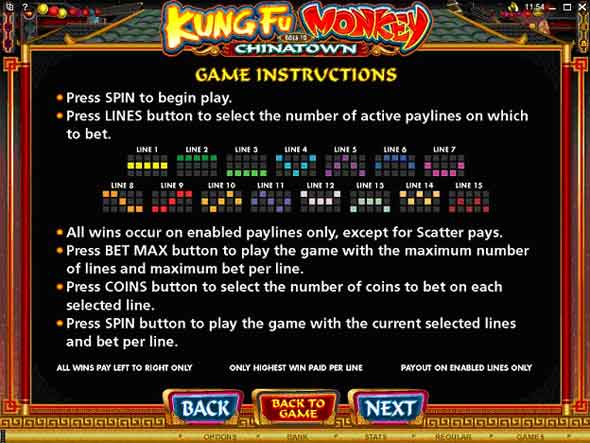 11:54
KUNG FU MONKEY
GOES TO
CHINATOWN
GAME INSTRUCTIONS
Press SPIN to begin play.
Press LINES button to select the number of active paylines on which
to bet.
LINE 1 LINE 2 LINE 3 LINE 4 LINE 5 LINE 6 LINE 7
LINE 8 LINE 9 LINE 10 LINE 11 LINE 12 LINE 13 LINE 14 LINE 15
All wins occur on enabled paylines only, except for Scatter pays.
Press BET MAX button to play the game with the maximum number
of lines and maximum bet per line.
Press COINS button to select the number of coins to bet on each
selected line.
Press SPIN button to play the game with the current selected lines
and bet per line.
ALL WINS PAY LEFT TO RIGHT ONLY ONLY HIGHEST WIN PAID PER LINE PAYOUT ON ENABLED LINES ONLY
BACK BACK TO GAME NEXT
OPTIONS BANK STATS REGULAR GAMES